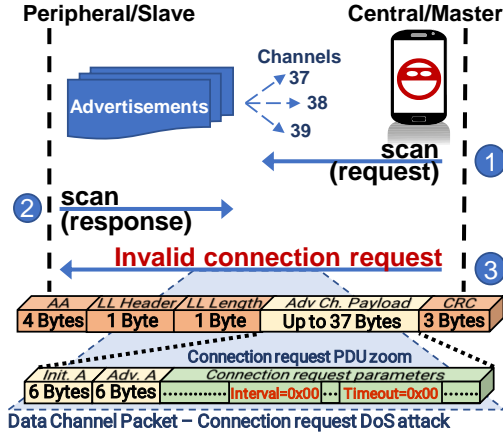 Peripheral/Slave
Central/Master
Channels
37
38
39
Advertisements
1
scan
(request)
2
scan
(response)
Invalid connection request
3
AA
LL Header
LL Length
Adv Ch. Payload
CRC
4 Bytes
1 Byte
1 Byte
Up to 37 Bytes
3 Bytes
Connection request PDU zoom
Init. A
Adv. A
Connection request parameters
6 Bytes
6 Bytes
Interval=0x00
Timeout=0x00
Data Channel Packet – Connection request DoS attack